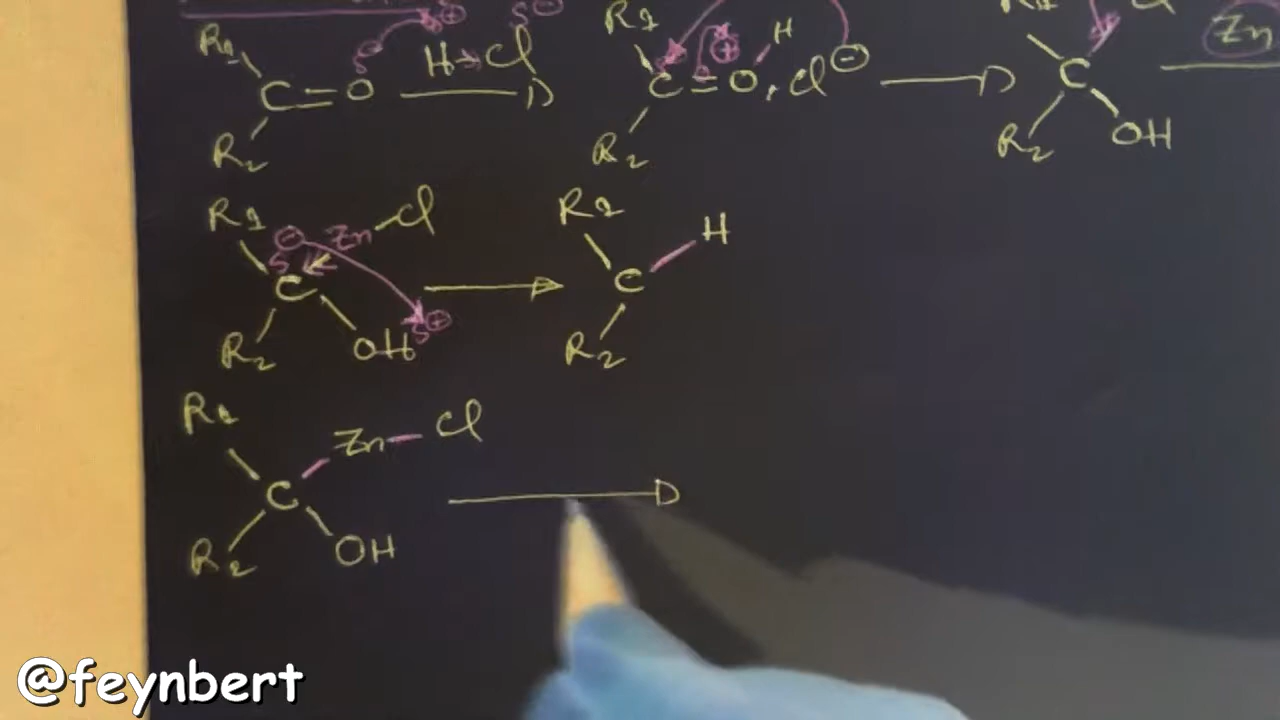 R1 C=O R2 H-Cl δ⊕ δ⊖ δ
R1 C=O H ⊕ δ , Cl⊖ R2
R1 C Cl OH R2
Zn
R1 C Zn-Cl OH R2 δ⊖ δ⊕
R1 C H R2
R1 C Zn-Cl OH R2
@feynbert